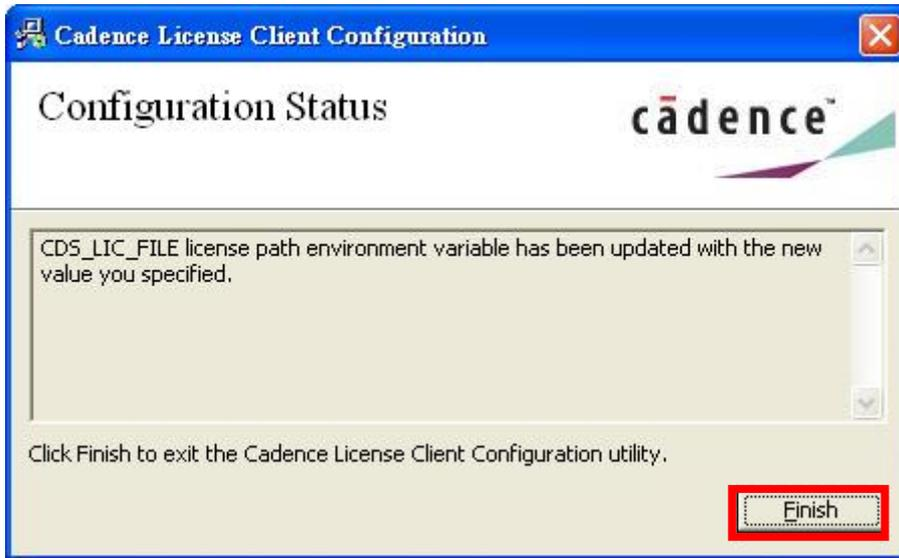 Cadence License Client Configuration
Configuration Status
cādence™
CDS_LIC_FILE license path environment variable has been updated with the new
value you specified.
Click Finish to exit the Cadence License Client Configuration utility.
Finish